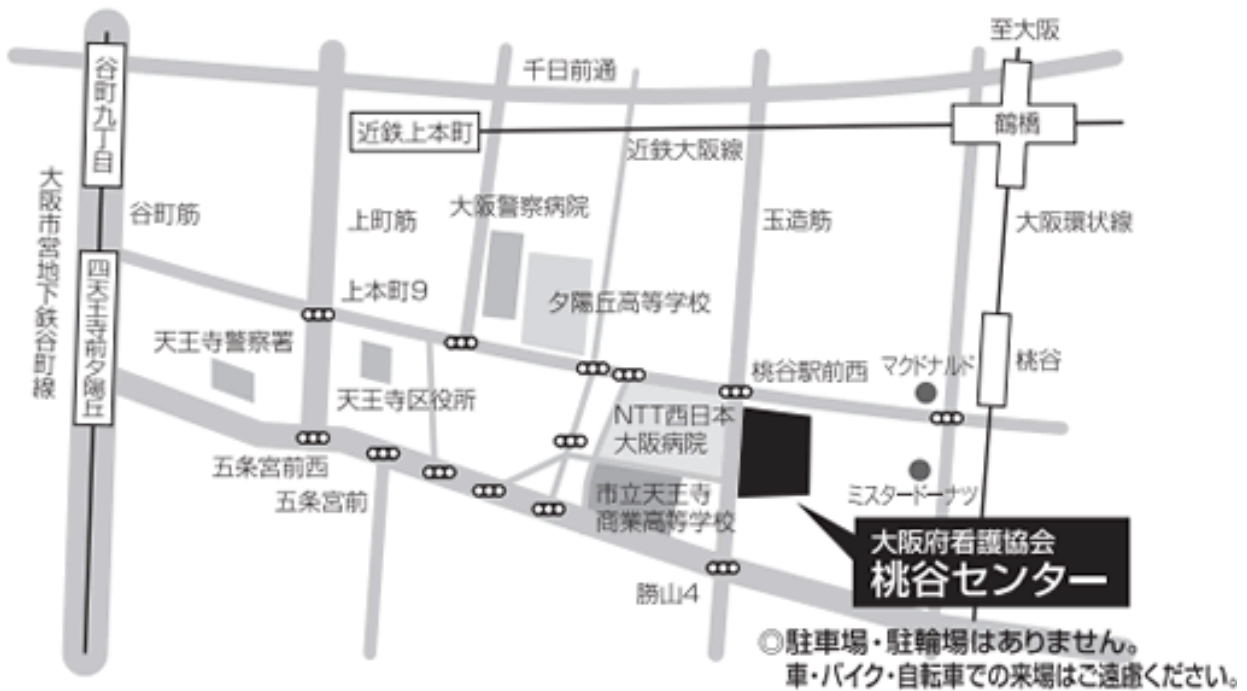 至大阪
千日前通
谷町九丁目
近鉄上本町
鶴橋
近鉄大阪線
大阪市営地下鉄谷町線
谷町筋
上町筋
大阪警察病院
玉造筋
大阪環状線
四天王寺前夕陽丘
上本町9
夕陽丘高等学校
天王寺警察署
天王寺区役所
桃谷駅前西
マクドナルド
桃谷
NTT西日本
大阪病院
五条宮前西
五条宮前
市立天王寺
商業高等学校
ミスタードーナツ
大阪府看護協会
桃谷センター
勝山4
◎駐車場・駐輪場はありません。
車・バイク・自転車での来場はご遠慮ください。